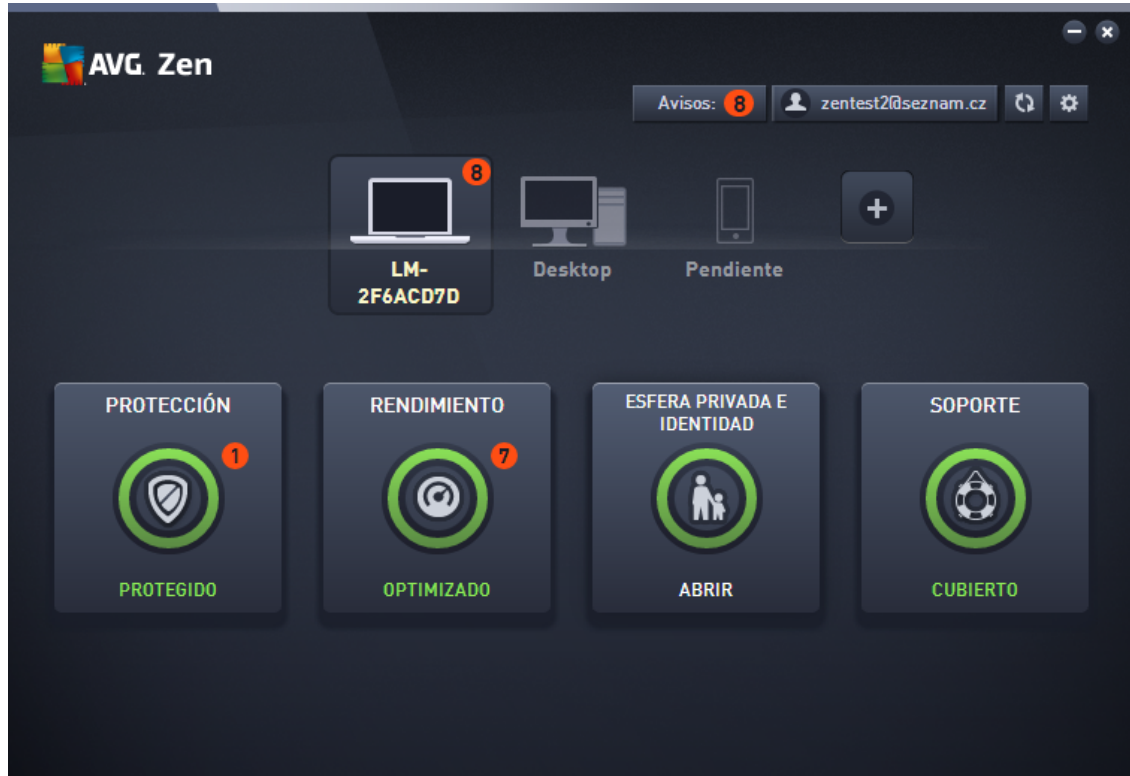 AVG. Zen
Avisos: 8
zentest2@seznam.cz
8
LM-
2F6ACD7D
Desktop
Pendiente
PROTECCIÓN
1
PROTEGIDO
RENDIMIENTO
7
OPTIMIZADO
ESFERA PRIVADA E
IDENTIDAD
ABRIR
SOPORTE
CUBIERTO